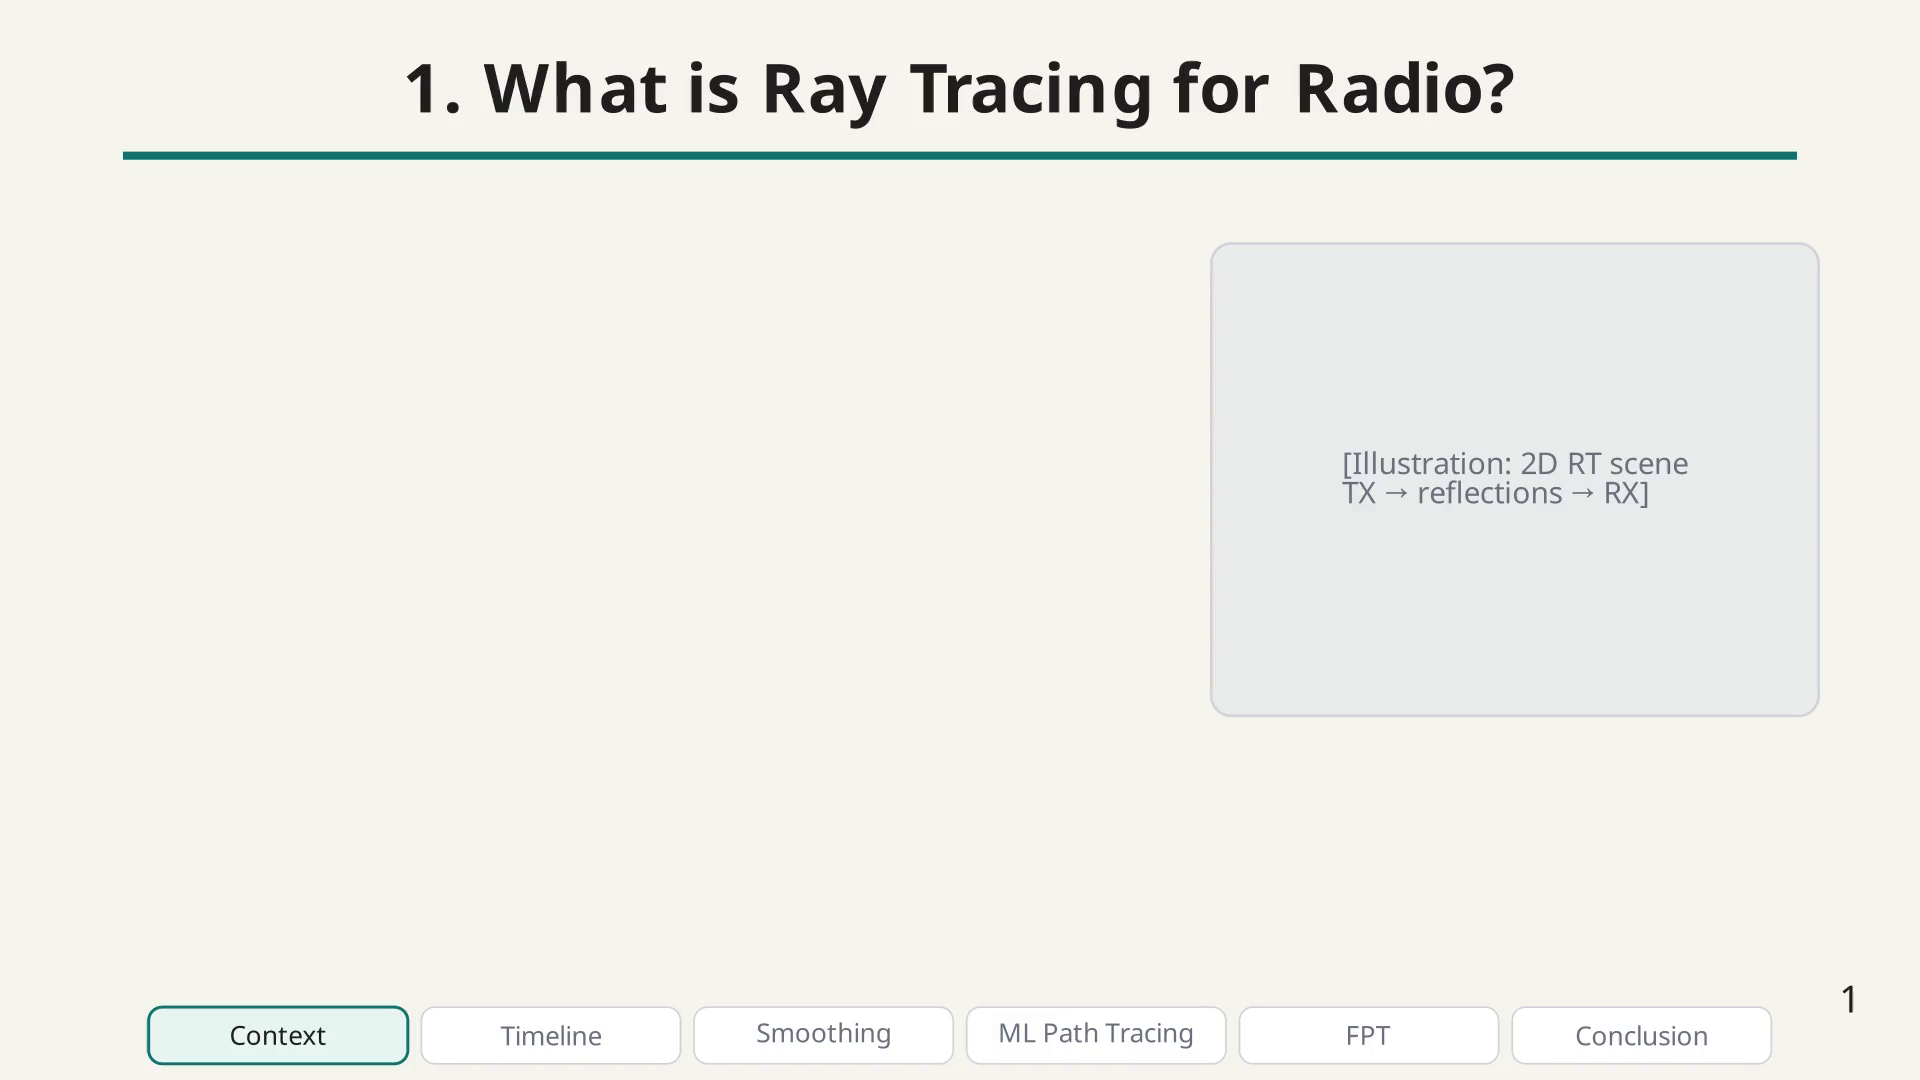 1. What is Ray Tracing for Radio?
[Illustration: 2D RT scene
TX → reflections → RX]
1
Context
Timeline
Smoothing
ML Path Tracing
FPT
Conclusion